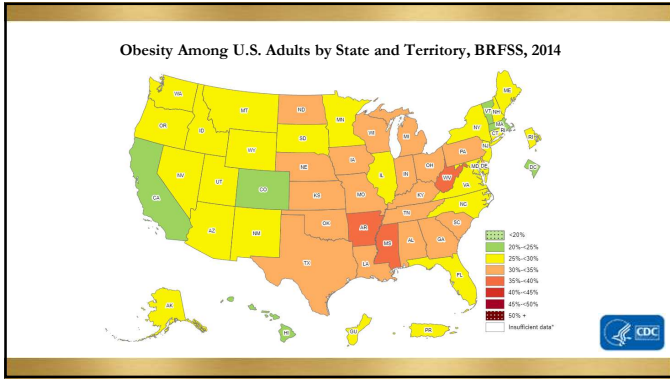 Obesity Among U.S. Adults by State and Territory, BRFSS, 2014
WA
MT
ND
MN
ME
OR
ID
WY
SD
WI
MI
VT
NH
NY
MA
CT
RI
RI
NV
UT
CO
NE
IA
IL
IN
OH
PA
NJ
MD
DE
DC
CA
KS
MO
KY
WV
VA
AZ
NM
OK
AR
TN
NC
SC
TX
LA
MS
AL
GA
FL
AK
HI
GU
PR
<20%
20%-<25%
25%-<30%
30%-<35%
35%-<40%
40%-<45%
45%-<50%
50% +
Insufficient data*
CDC